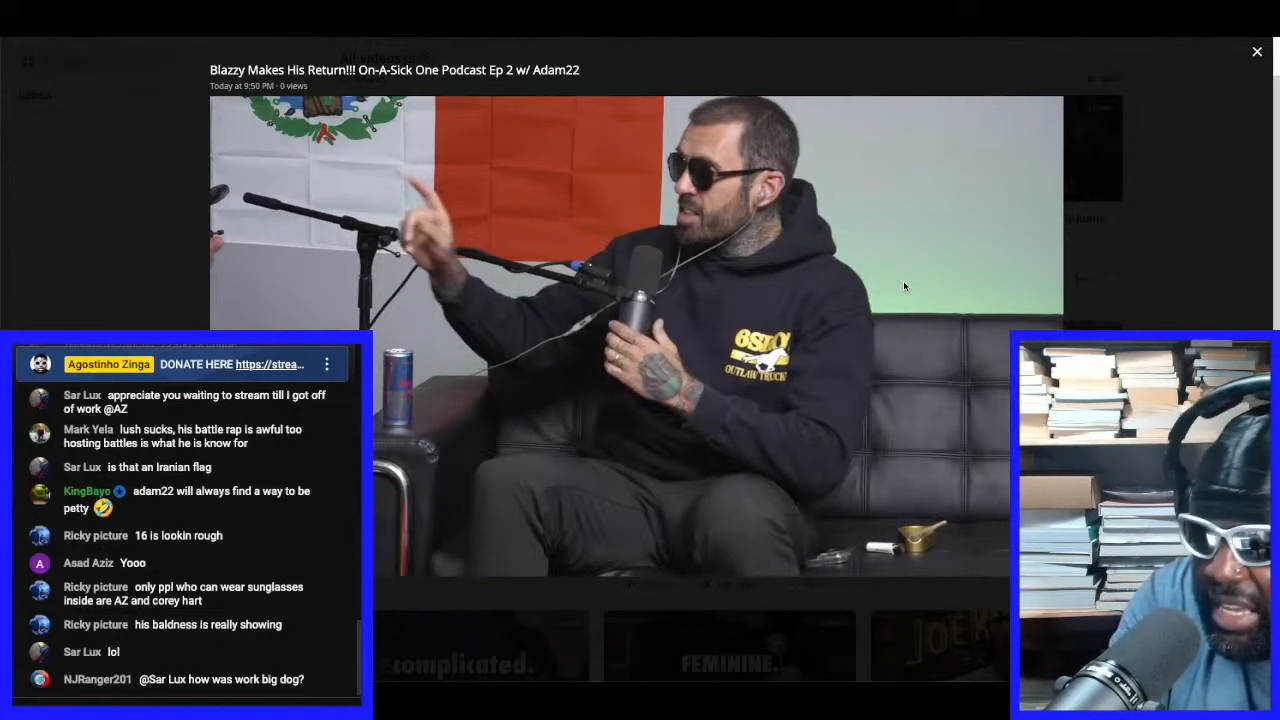 Blazzy Makes His Return!!! On-A-Sick One Podcast Ep 2 w/ Adam22
Today at 9:50 PM · 0 views
OUTLAW TRUCK
Agostinho Zinga DONATE HERE https://strea...
Sar Lux appreciate you waiting to stream till I got off
of work @AZ
Mark Yela lush sucks, his battle rap is awful too
hosting battles is what he is know for
Sar Lux is that an Iranian flag
KingBayo adam22 will always find a way to be
petty 🤣
Ricky picture 16 is lookin rough
A Asad Aziz Yooo
Ricky picture only ppl who can wear sunglasses
inside are AZ and corey hart
Ricky picture his baldness is really showing
Sar Lux lol
NJRanger201 @Sar Lux how was work big dog?
complicated.
FEMININE.